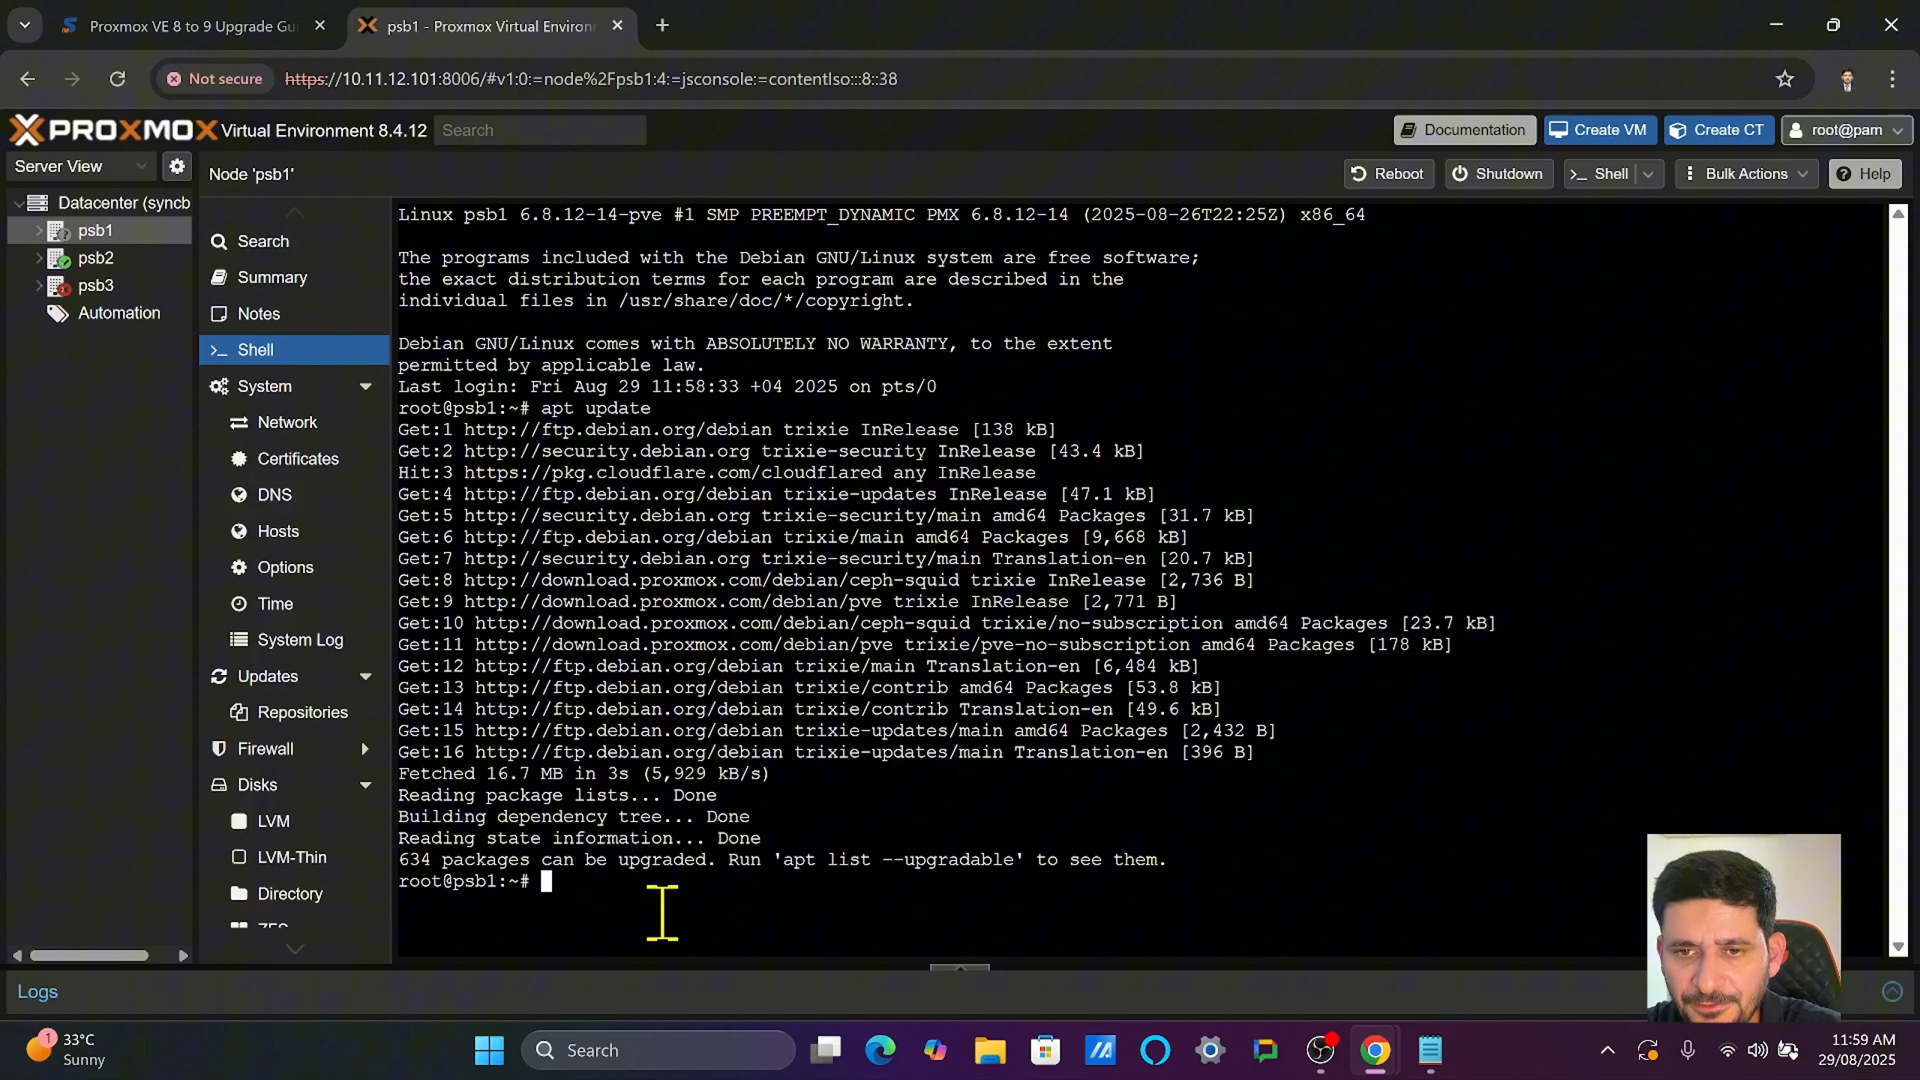 Proxmox VE 8 to 9 Upgrade Gu
psb1 - Proxmox Virtual Environ
Not secure
https://10.11.12.101:8006/#v1:0:=node%2Fpsb1:4:=jsconsole:=contentIso:::8::38
PROXMOX Virtual Environment 8.4.12
Search
Documentation
Create VM
Create CT
root@pam
Server View
Node 'psb1'
Reboot
Shutdown
>_ Shell
Bulk Actions
Help
Datacenter (syncb
psb1
psb2
psb3
Automation
Search
Summary
Notes
>_ Shell
System
Network
Certificates
DNS
Hosts
Options
Time
System Log
Updates
Repositories
Firewall
Disks
LVM
LVM-Thin
Directory
Linux psb1 6.8.12-14-pve #1 SMP PREEMPT_DYNAMIC PMX 6.8.12-14 (2025-08-26T22:25Z) x86_64
The programs included with the Debian GNU/Linux system are free software;
the exact distribution terms for each program are described in the
individual files in /usr/share/doc/*/copyright.
Debian GNU/Linux comes with ABSOLUTELY NO WARRANTY, to the extent
permitted by applicable law.
Last login: Fri Aug 29 11:58:33 +04 2025 on pts/0
root@psb1:~# apt update
Get:1 http://ftp.debian.org/debian trixie InRelease [138 kB]
Get:2 http://security.debian.org trixie-security InRelease [43.4 kB]
Hit:3 https://pkg.cloudflare.com/cloudflared any InRelease
Get:4 http://ftp.debian.org/debian trixie-updates InRelease [47.1 kB]
Get:5 http://security.debian.org trixie-security/main amd64 Packages [31.7 kB]
Get:6 http://ftp.debian.org/debian trixie/main amd64 Packages [9,668 kB]
Get:7 http://security.debian.org trixie-security/main Translation-en [20.7 kB]
Get:8 http://download.proxmox.com/debian/ceph-squid trixie InRelease [2,736 B]
Get:9 http://download.proxmox.com/debian/pve trixie InRelease [2,771 B]
Get:10 http://download.proxmox.com/debian/ceph-squid trixie/no-subscription amd64 Packages [23.7 kB]
Get:11 http://download.proxmox.com/debian/pve trixie/pve-no-subscription amd64 Packages [178 kB]
Get:12 http://ftp.debian.org/debian trixie/main Translation-en [6,484 kB]
Get:13 http://ftp.debian.org/debian trixie/contrib amd64 Packages [53.8 kB]
Get:14 http://ftp.debian.org/debian trixie/contrib Translation-en [49.6 kB]
Get:15 http://ftp.debian.org/debian trixie-updates/main amd64 Packages [2,432 B]
Get:16 http://ftp.debian.org/debian trixie-updates/main Translation-en [396 B]
Fetched 16.7 MB in 3s (5,929 kB/s)
Reading package lists... Done
Building dependency tree... Done
Reading state information... Done
634 packages can be upgraded. Run 'apt list --upgradable' to see them.
root@psb1:~#
Logs
1
33°C
Sunny
Search
11:59 AM
29/08/2025